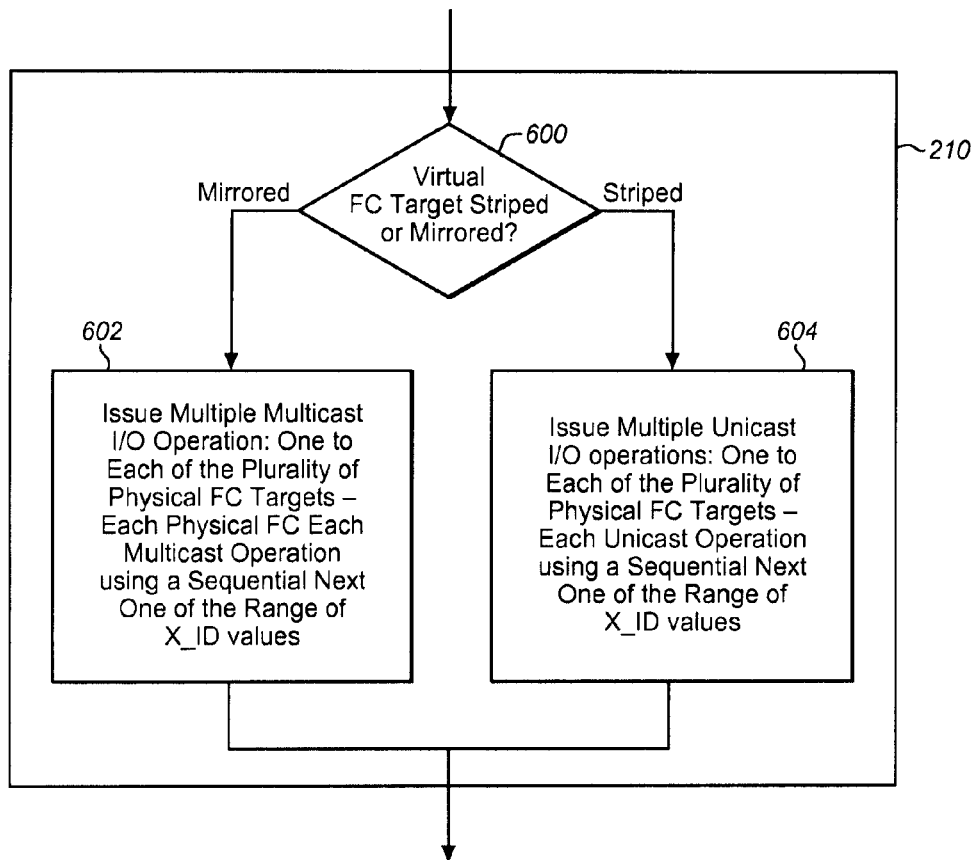 600
210
Virtual
FC Target Striped
or Mirrored?
Mirrored
Striped
602
Issue Multiple Multicast
I/O Operation: One to
Each of the Plurality of
Physical FC Targets –
Each Physical FC Each
Multicast Operation
using a Sequential Next
One of the Range of
X_ID values
604
Issue Multiple Unicast
I/O operations: One to
Each of the Plurality of
Physical FC Targets –
Each Unicast Operation
using a Sequential Next
One of the Range of
X_ID values